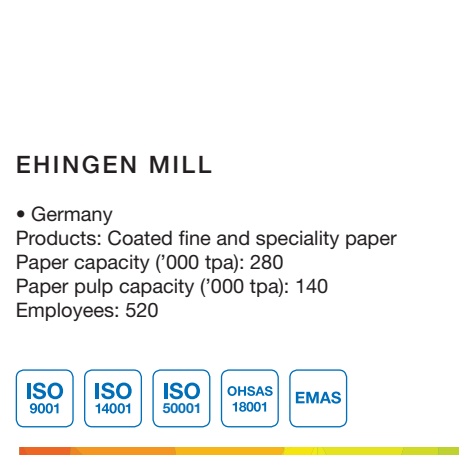 EHINGEN MILL
• Germany
Products: Coated fine and speciality paper
Paper capacity (’000 tpa): 280
Paper pulp capacity (’000 tpa): 140
Employees: 520
ISO 9001
ISO 14001
ISO 50001
OHSAS 18001
EMAS